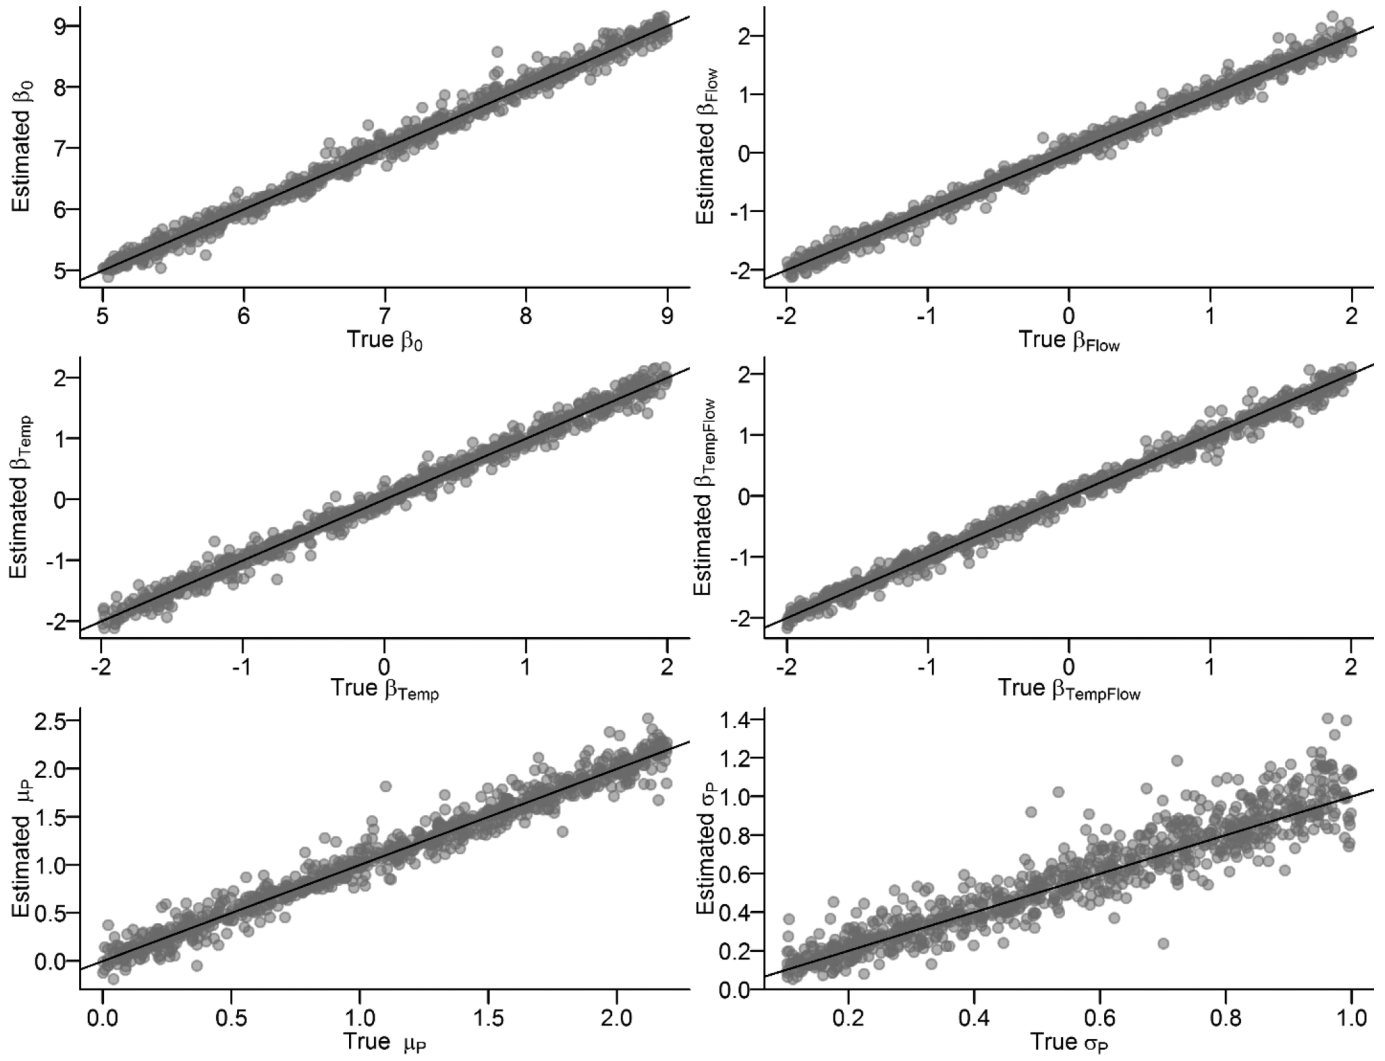 Estimated β0
9
8
7
6
5
5 6 7 8 9
True β0
Estimated βFlow
2
1
0
-1
-2
-2 -1 0 1 2
True βFlow
Estimated βTemp
2
1
0
-1
-2
-2 -1 0 1 2
True βTemp
Estimated βTempFlow
2
1
0
-1
-2
-2 -1 0 1 2
True βTempFlow
Estimated μP
2.5
2.0
1.5
1.0
0.5
0.0
0.0 0.5 1.0 1.5 2.0
True μP
Estimated σP
1.4
1.2
1.0
0.8
0.6
0.4
0.2
0.0
0.2 0.4 0.6 0.8 1.0
True σP